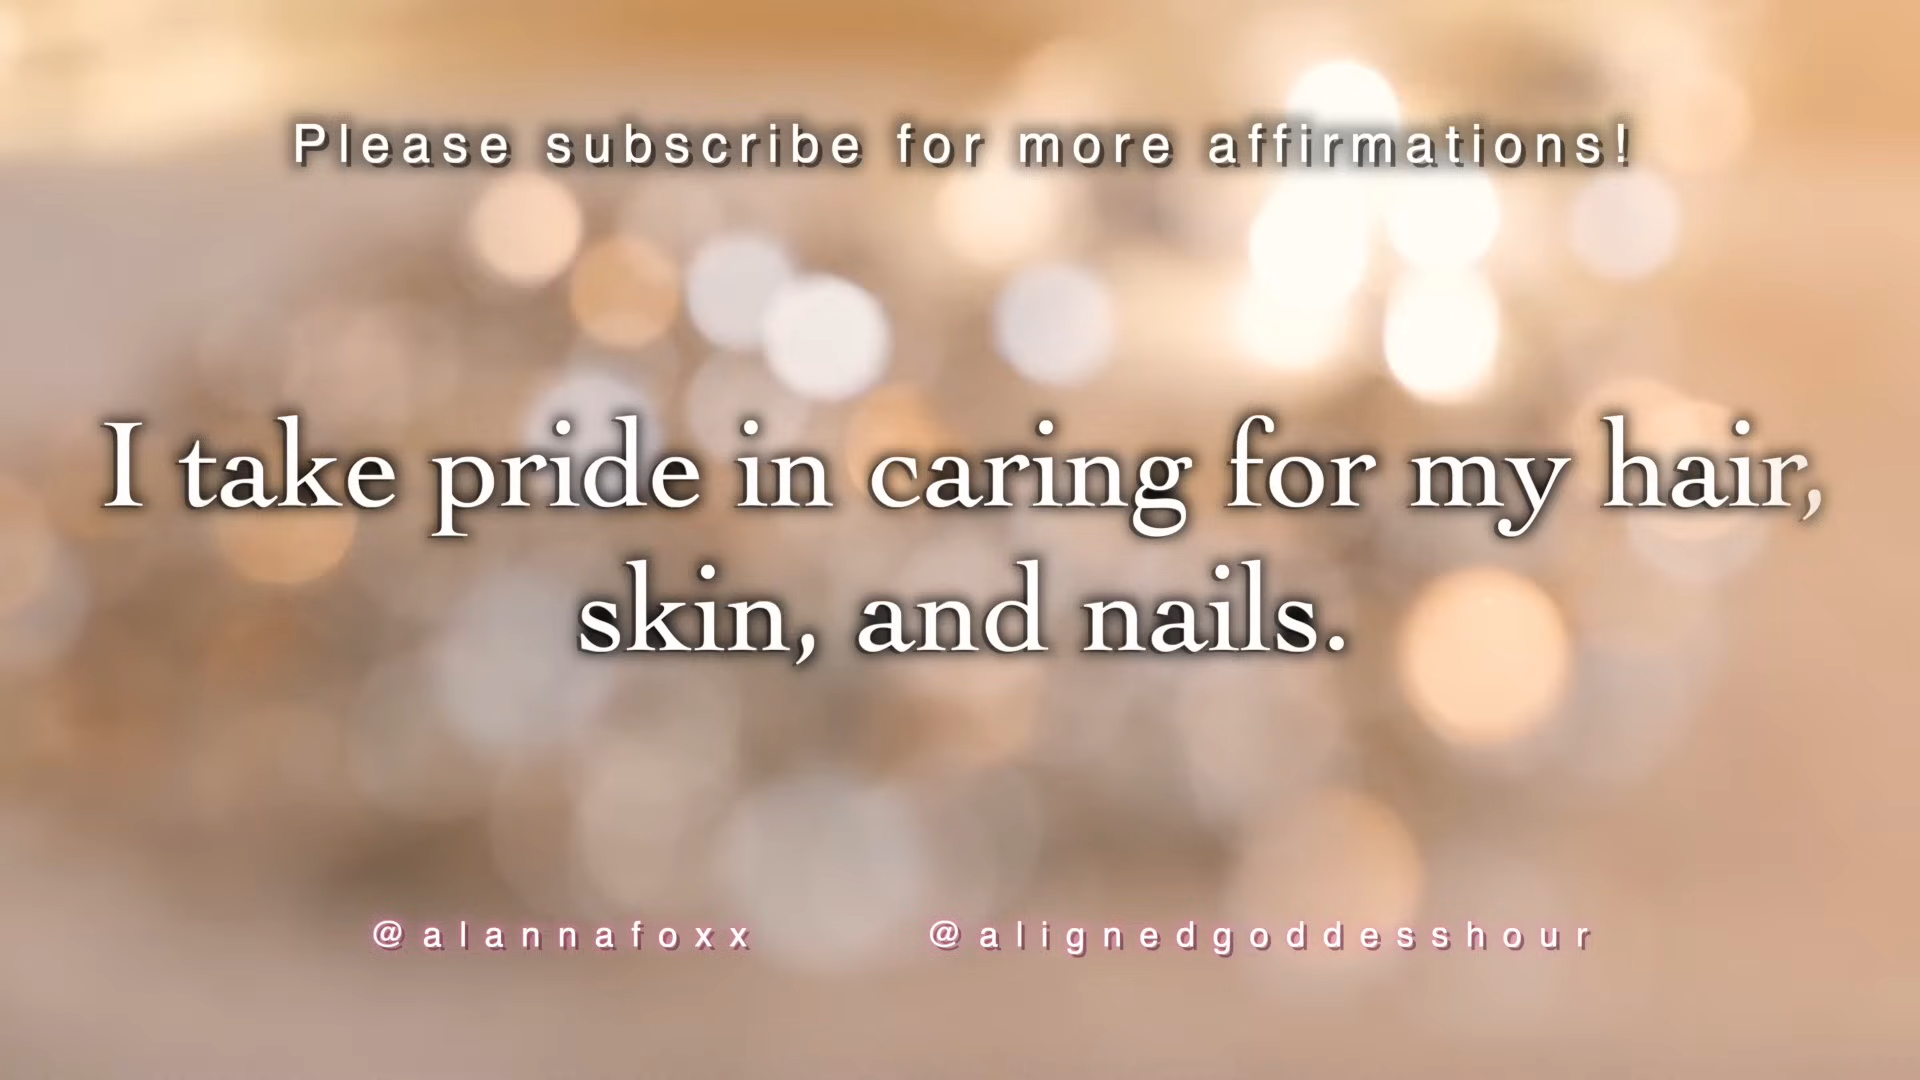 Please subscribe for more affirmations!
I take pride in caring for my hair,
skin, and nails.
@alannafoxx @alignedgoddesshour